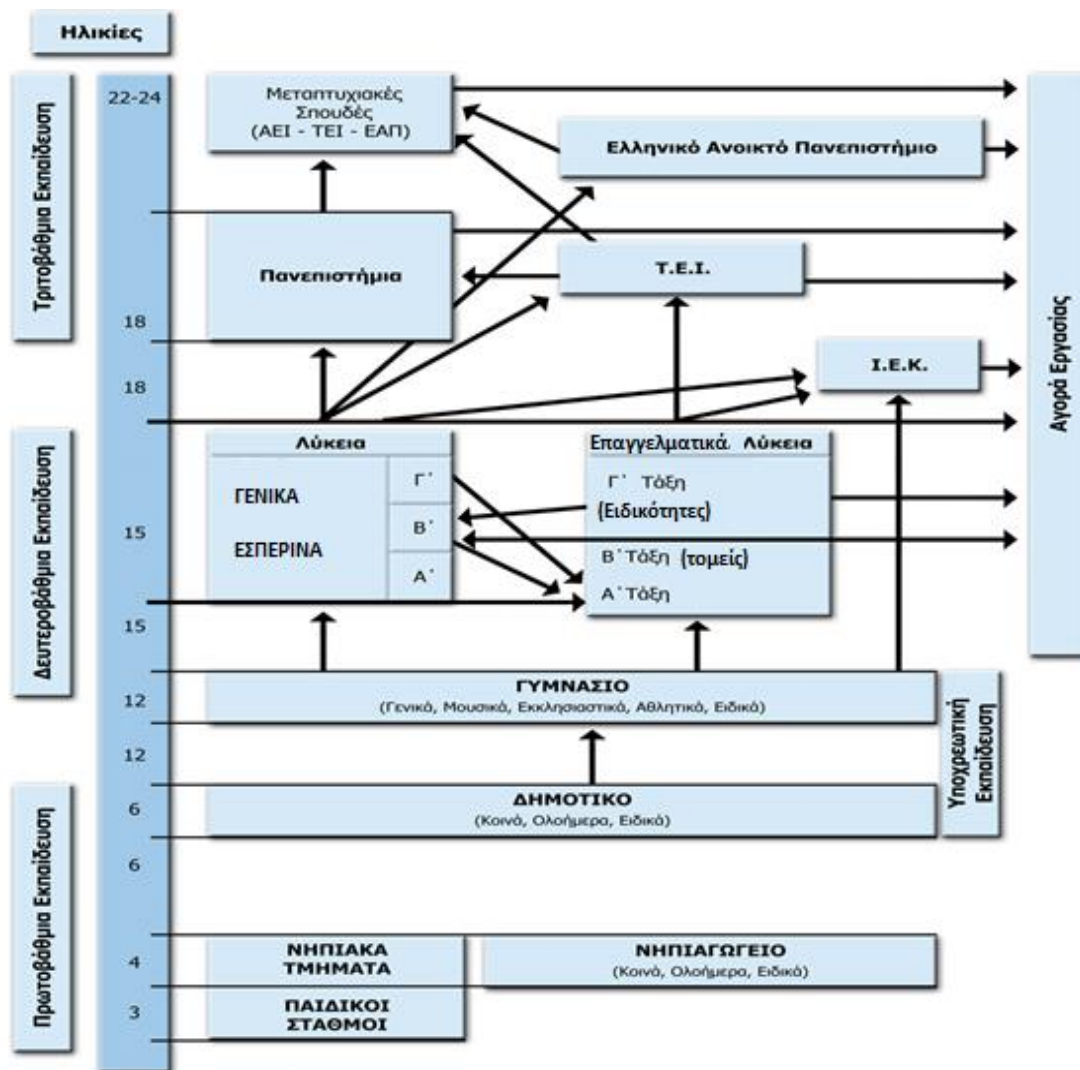 Ηλικίες
Τριτοβάθμια Εκπαίδευση
22-24
Μεταπτυχιακές
Σπουδές
(ΑΕΙ - ΤΕΙ - ΕΑΠ)
Ελληνικό Ανοικτό Πανεπιστήμιο
Πανεπιστήμια
Τ.Ε.Ι.
18
Ι.Ε.Κ.
18
Αγορά Εργασίας
Δευτεροβάθμια Εκπαίδευση
Λύκεια
ΓΕΝΙΚΑ
ΕΣΠΕΡΙΝΑ
Γ'
Β'
Α'
Επαγγελματικά Λύκεια
Γ' Τάξη
(Ειδικότητες)
Β' Τάξη (τομείς)
Α' Τάξη
15
15
12
ΓΥΜΝΑΣΙΟ
(Γενικά, Μουσικά, Εκκλησιαστικά, Αθλητικά, Ειδικά)
Υποχρεωτική
Εκπαίδευση
12
Πρωτοβάθμια Εκπαίδευση
6
ΔΗΜΟΤΙΚΟ
(Κοινά, Ολοήμερα, Ειδικά)
6
4
ΝΗΠΙΑΚΑ
ΤΜΗΜΑΤΑ
ΝΗΠΙΑΓΩΓΕΙΟ
(Κοινά, Ολοήμερα, Ειδικά)
3
ΠΑΙΔΙΚΟΙ
ΣΤΑΘΜΟΙ